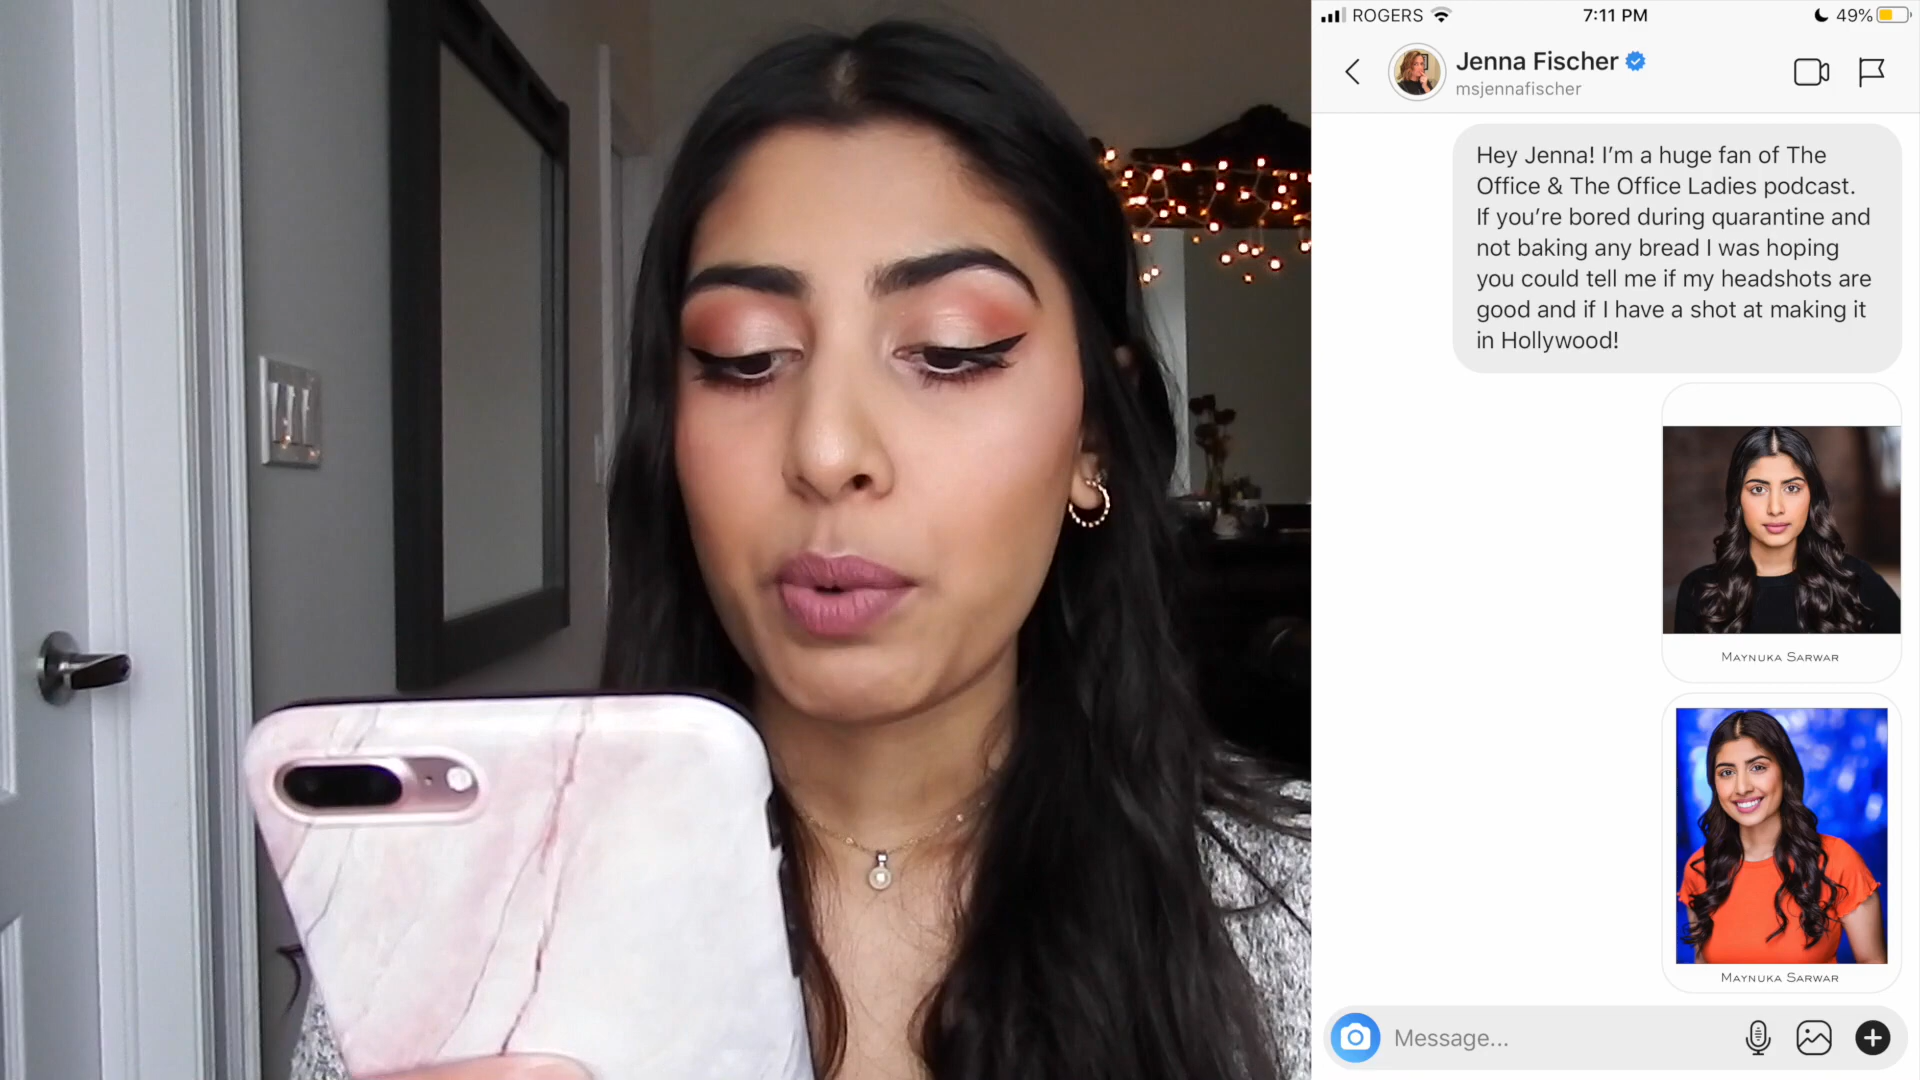 ROGERS 7:11 PM 49%
Jenna Fischer
msjennafischer
Hey Jenna! I’m a huge fan of The
Office & The Office Ladies podcast.
If you’re bored during quarantine and
not baking any bread I was hoping
you could tell me if my headshots are
good and if I have a shot at making it
in Hollywood!
MAYNUKA SARWAR
MAYNUKA SARWAR
Message...